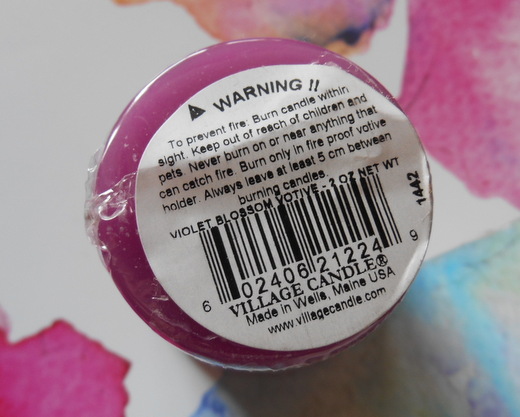 WARNING !!
To prevent fire: Burn candle within
sight. Keep out of reach of children and
pets. Never burn on or near anything that
can catch fire. Burn only in fire proof votive
holder. Always leave at least 5 cm between
burning candles.
VIOLET BLOSSOM VOTIVE - 2 OZ NET WT
1442
6 02406 21224 9
VILLAGE CANDLE®
Made in Wells, Maine USA
www.villagecandle.com